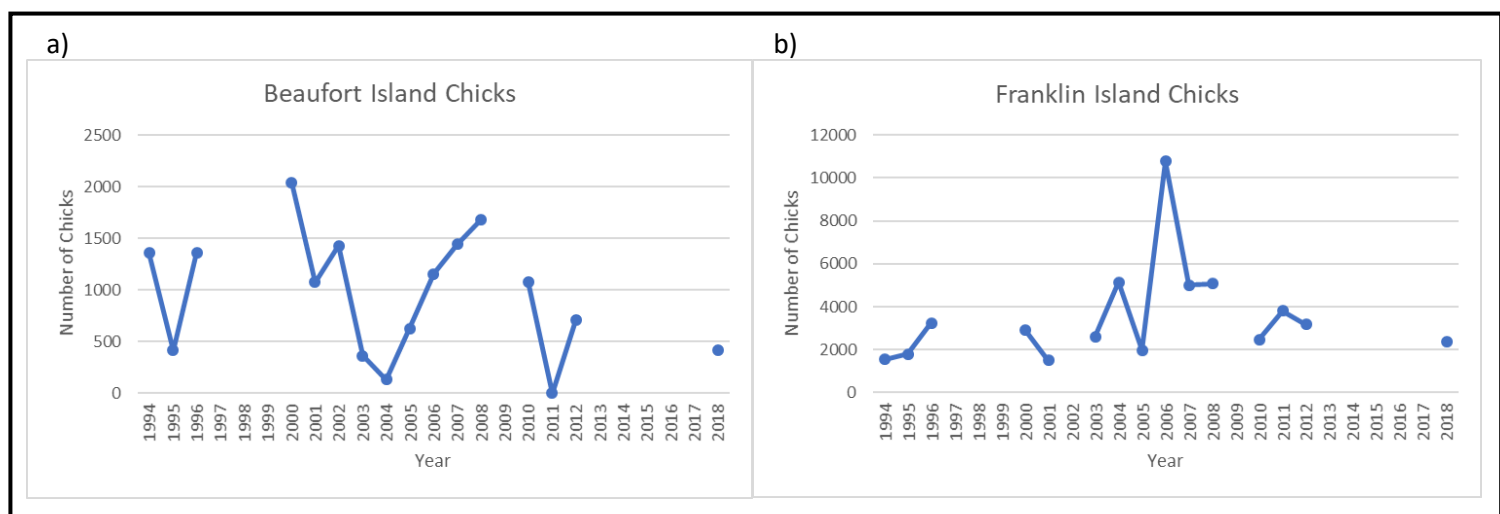 a)
Beaufort Island Chicks
Number of Chicks
2500
2000
1500
1000
500
0
1994 1995 1996 1997 1998 1999 2000 2001 2002 2003 2004 2005 2006 2007 2008 2009 2010 2011 2012 2013 2014 2015 2016 2017 2018
Year
b)
Franklin Island Chicks
Number of Chicks
12000
10000
8000
6000
4000
2000
0
1994 1995 1996 1997 1998 1999 2000 2001 2002 2003 2004 2005 2006 2007 2008 2009 2010 2011 2012 2013 2014 2015 2016 2017 2018
Year